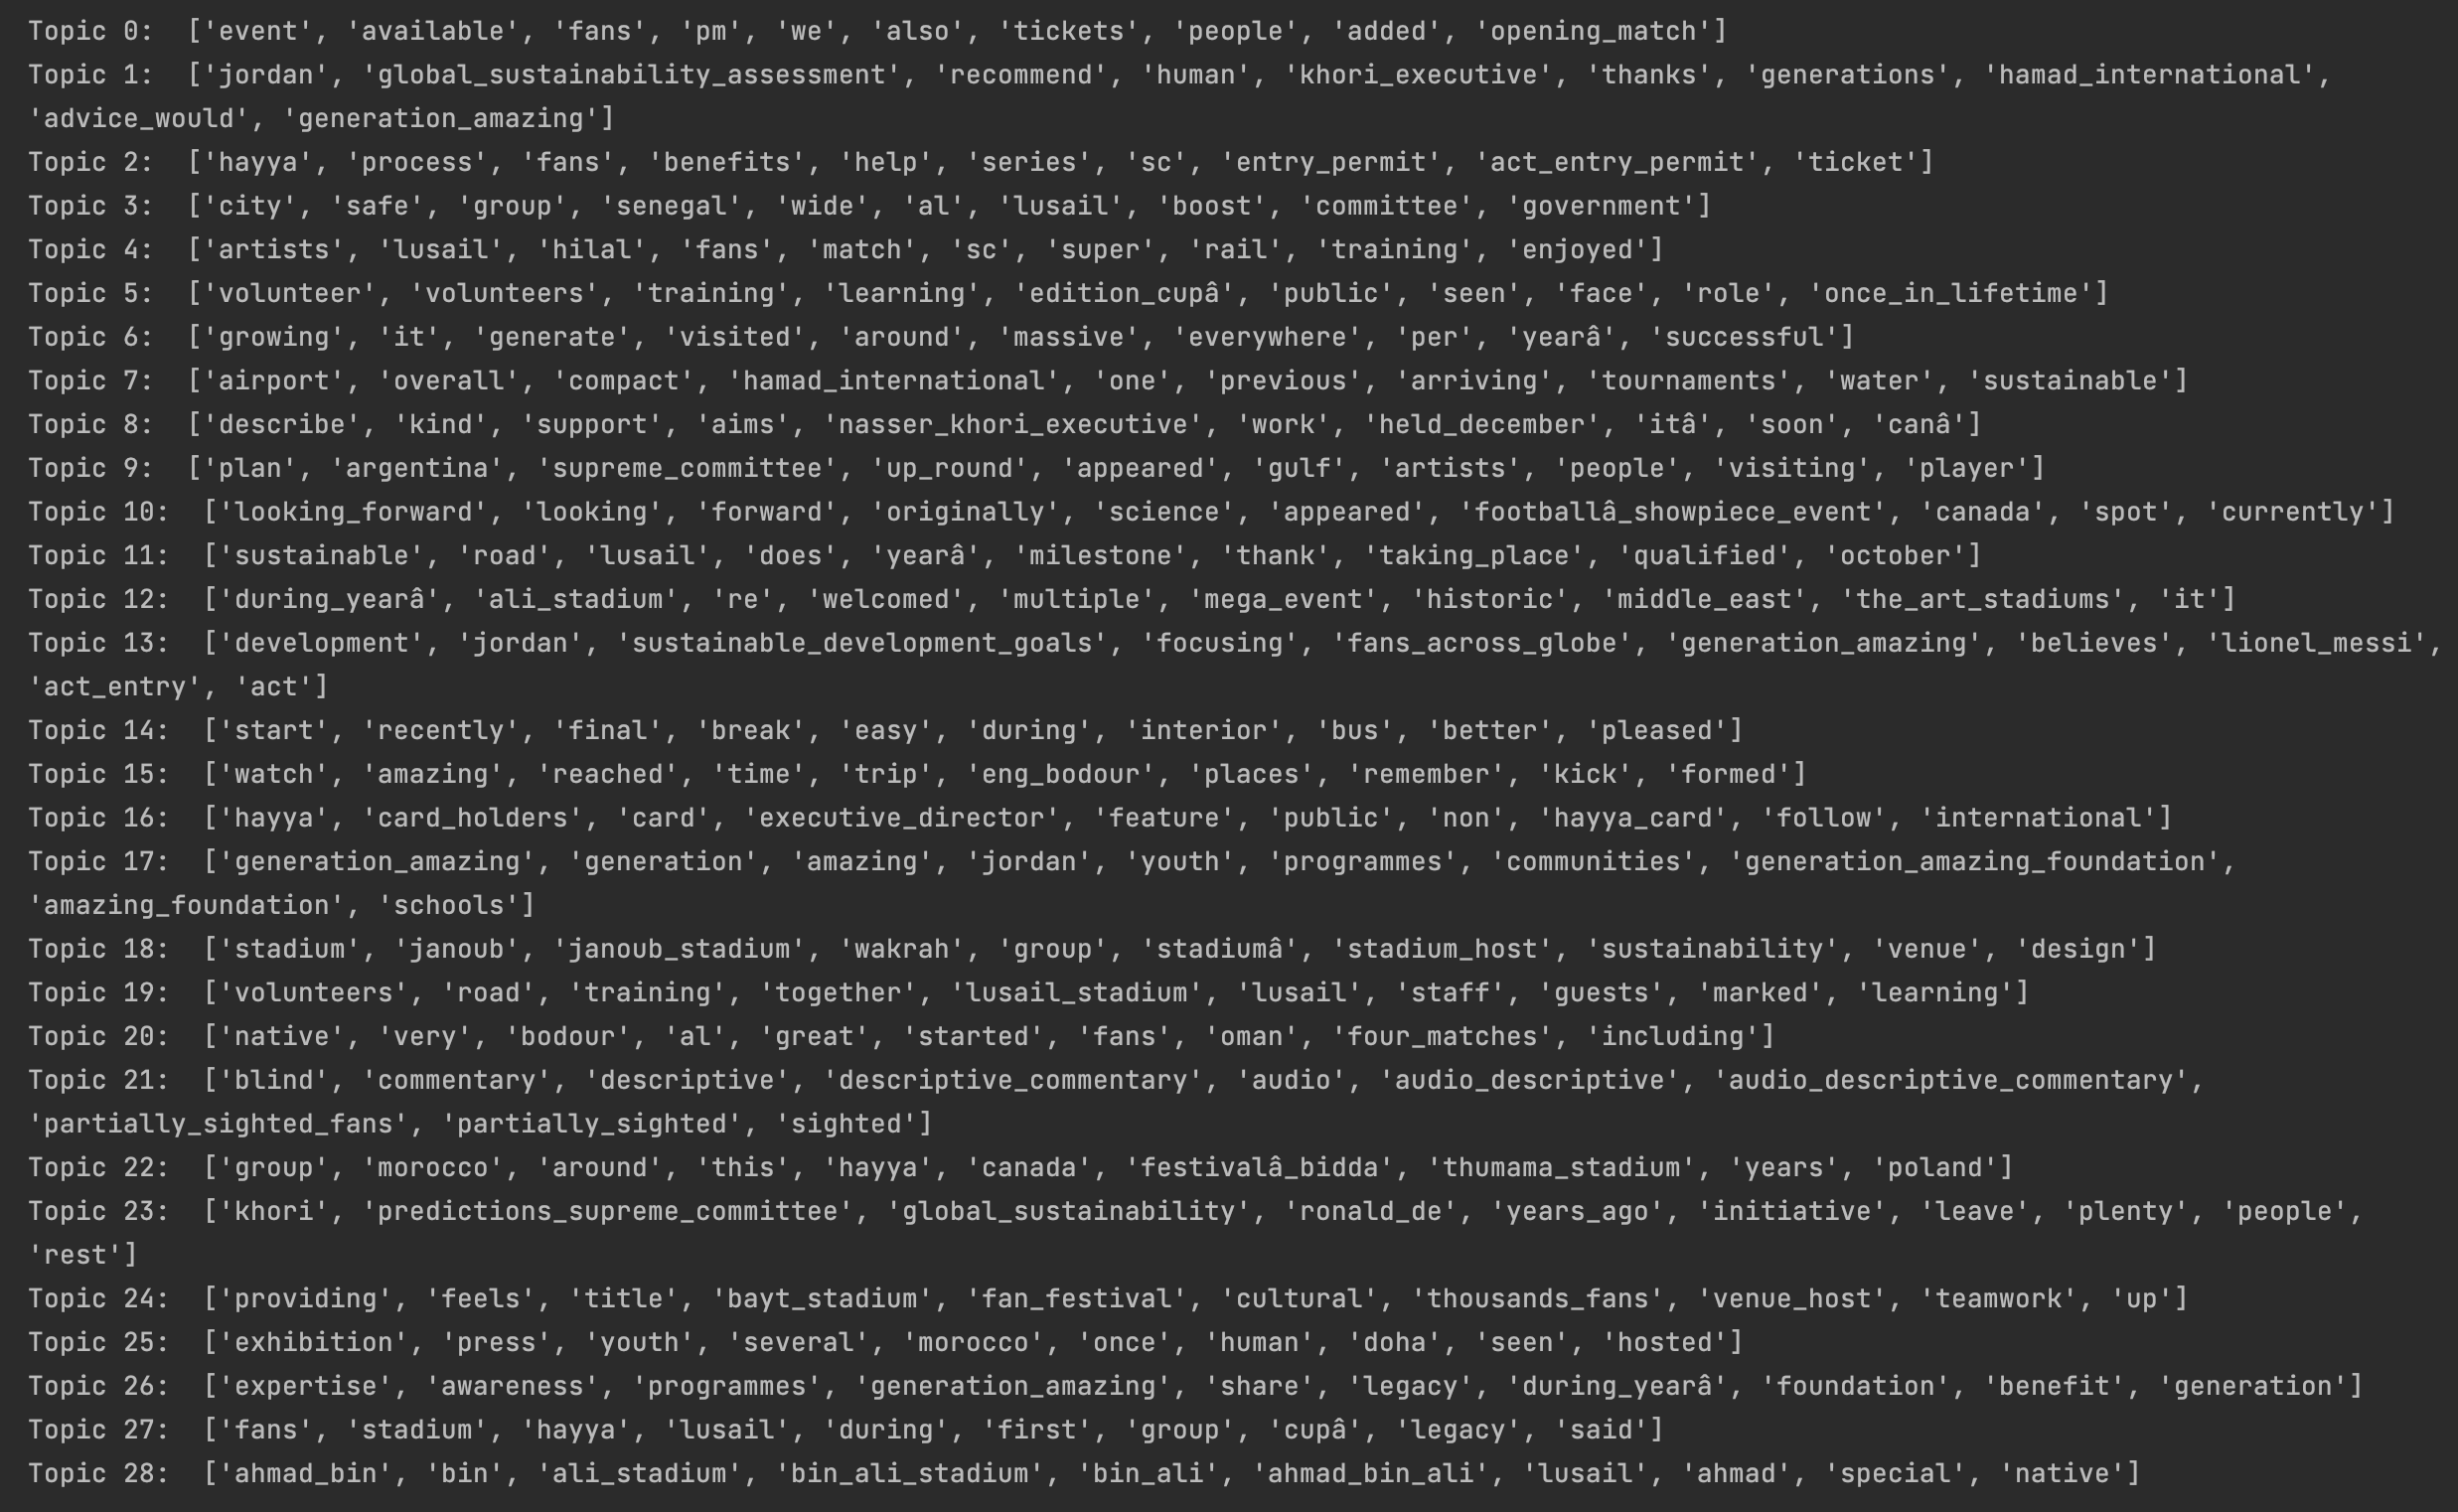 Topic 0:  ['event', 'available', 'fans', 'pm', 'we', 'also', 'tickets', 'people', 'added', 'opening_match']
Topic 1:  ['jordan', 'global_sustainability_assessment', 'recommend', 'human', 'khori_executive', 'thanks', 'generations', 'hamad_international',
'advice_would', 'generation_amazing']
Topic 2:  ['hayya', 'process', 'fans', 'benefits', 'help', 'series', 'sc', 'entry_permit', 'act_entry_permit', 'ticket']
Topic 3:  ['city', 'safe', 'group', 'senegal', 'wide', 'al', 'lusail', 'boost', 'committee', 'government']
Topic 4:  ['artists', 'lusail', 'hilal', 'fans', 'match', 'sc', 'super', 'rail', 'training', 'enjoyed']
Topic 5:  ['volunteer', 'volunteers', 'training', 'learning', 'edition_cupâ', 'public', 'seen', 'face', 'role', 'once_in_lifetime']
Topic 6:  ['growing', 'it', 'generate', 'visited', 'around', 'massive', 'everywhere', 'per', 'yearâ', 'successful']
Topic 7:  ['airport', 'overall', 'compact', 'hamad_international', 'one', 'previous', 'arriving', 'tournaments', 'water', 'sustainable']
Topic 8:  ['describe', 'kind', 'support', 'aims', 'nasser_khori_executive', 'work', 'held_december', 'itâ', 'soon', 'canâ']
Topic 9:  ['plan', 'argentina', 'supreme_committee', 'up_round', 'appeared', 'gulf', 'artists', 'people', 'visiting', 'player']
Topic 10:  ['looking_forward', 'looking', 'forward', 'originally', 'science', 'appeared', 'footballâ_showpiece_event', 'canada', 'spot', 'currently']
Topic 11:  ['sustainable', 'road', 'lusail', 'does', 'yearâ', 'milestone', 'thank', 'taking_place', 'qualified', 'october']
Topic 12:  ['during_yearâ', 'ali_stadium', 're', 'welcomed', 'multiple', 'mega_event', 'historic', 'middle_east', 'the_art_stadiums', 'it']
Topic 13:  ['development', 'jordan', 'sustainable_development_goals', 'focusing', 'fans_across_globe', 'generation_amazing', 'believes', 'lionel_messi',
'act_entry', 'act']
Topic 14:  ['start', 'recently', 'final', 'break', 'easy', 'during', 'interior', 'bus', 'better', 'pleased']
Topic 15:  ['watch', 'amazing', 'reached', 'time', 'trip', 'eng_bodour', 'places', 'remember', 'kick', 'formed']
Topic 16:  ['hayya', 'card_holders', 'card', 'executive_director', 'feature', 'public', 'non', 'hayya_card', 'follow', 'international']
Topic 17:  ['generation_amazing', 'generation', 'amazing', 'jordan', 'youth', 'programmes', 'communities', 'generation_amazing_foundation',
'amazing_foundation', 'schools']
Topic 18:  ['stadium', 'janoub', 'janoub_stadium', 'wakrah', 'group', 'stadiumâ', 'stadium_host', 'sustainability', 'venue', 'design']
Topic 19:  ['volunteers', 'road', 'training', 'together', 'lusail_stadium', 'lusail', 'staff', 'guests', 'marked', 'learning']
Topic 20:  ['native', 'very', 'bodour', 'al', 'great', 'started', 'fans', 'oman', 'four_matches', 'including']
Topic 21:  ['blind', 'commentary', 'descriptive', 'descriptive_commentary', 'audio', 'audio_descriptive', 'audio_descriptive_commentary',
'partially_sighted_fans', 'partially_sighted', 'sighted']
Topic 22:  ['group', 'morocco', 'around', 'this', 'hayya', 'canada', 'festivalâ_bidda', 'thumama_stadium', 'years', 'poland']
Topic 23:  ['khori', 'predictions_supreme_committee', 'global_sustainability', 'ronald_de', 'years_ago', 'initiative', 'leave', 'plenty', 'people',
'rest']
Topic 24:  ['providing', 'feels', 'title', 'bayt_stadium', 'fan_festival', 'cultural', 'thousands_fans', 'venue_host', 'teamwork', 'up']
Topic 25:  ['exhibition', 'press', 'youth', 'several', 'morocco', 'once', 'human', 'doha', 'seen', 'hosted']
Topic 26:  ['expertise', 'awareness', 'programmes', 'generation_amazing', 'share', 'legacy', 'during_yearâ', 'foundation', 'benefit', 'generation']
Topic 27:  ['fans', 'stadium', 'hayya', 'lusail', 'during', 'first', 'group', 'cupâ', 'legacy', 'said']
Topic 28:  ['ahmad_bin', 'bin', 'ali_stadium', 'bin_ali_stadium', 'bin_ali', 'ahmad_bin_ali', 'lusail', 'ahmad', 'special', 'native']